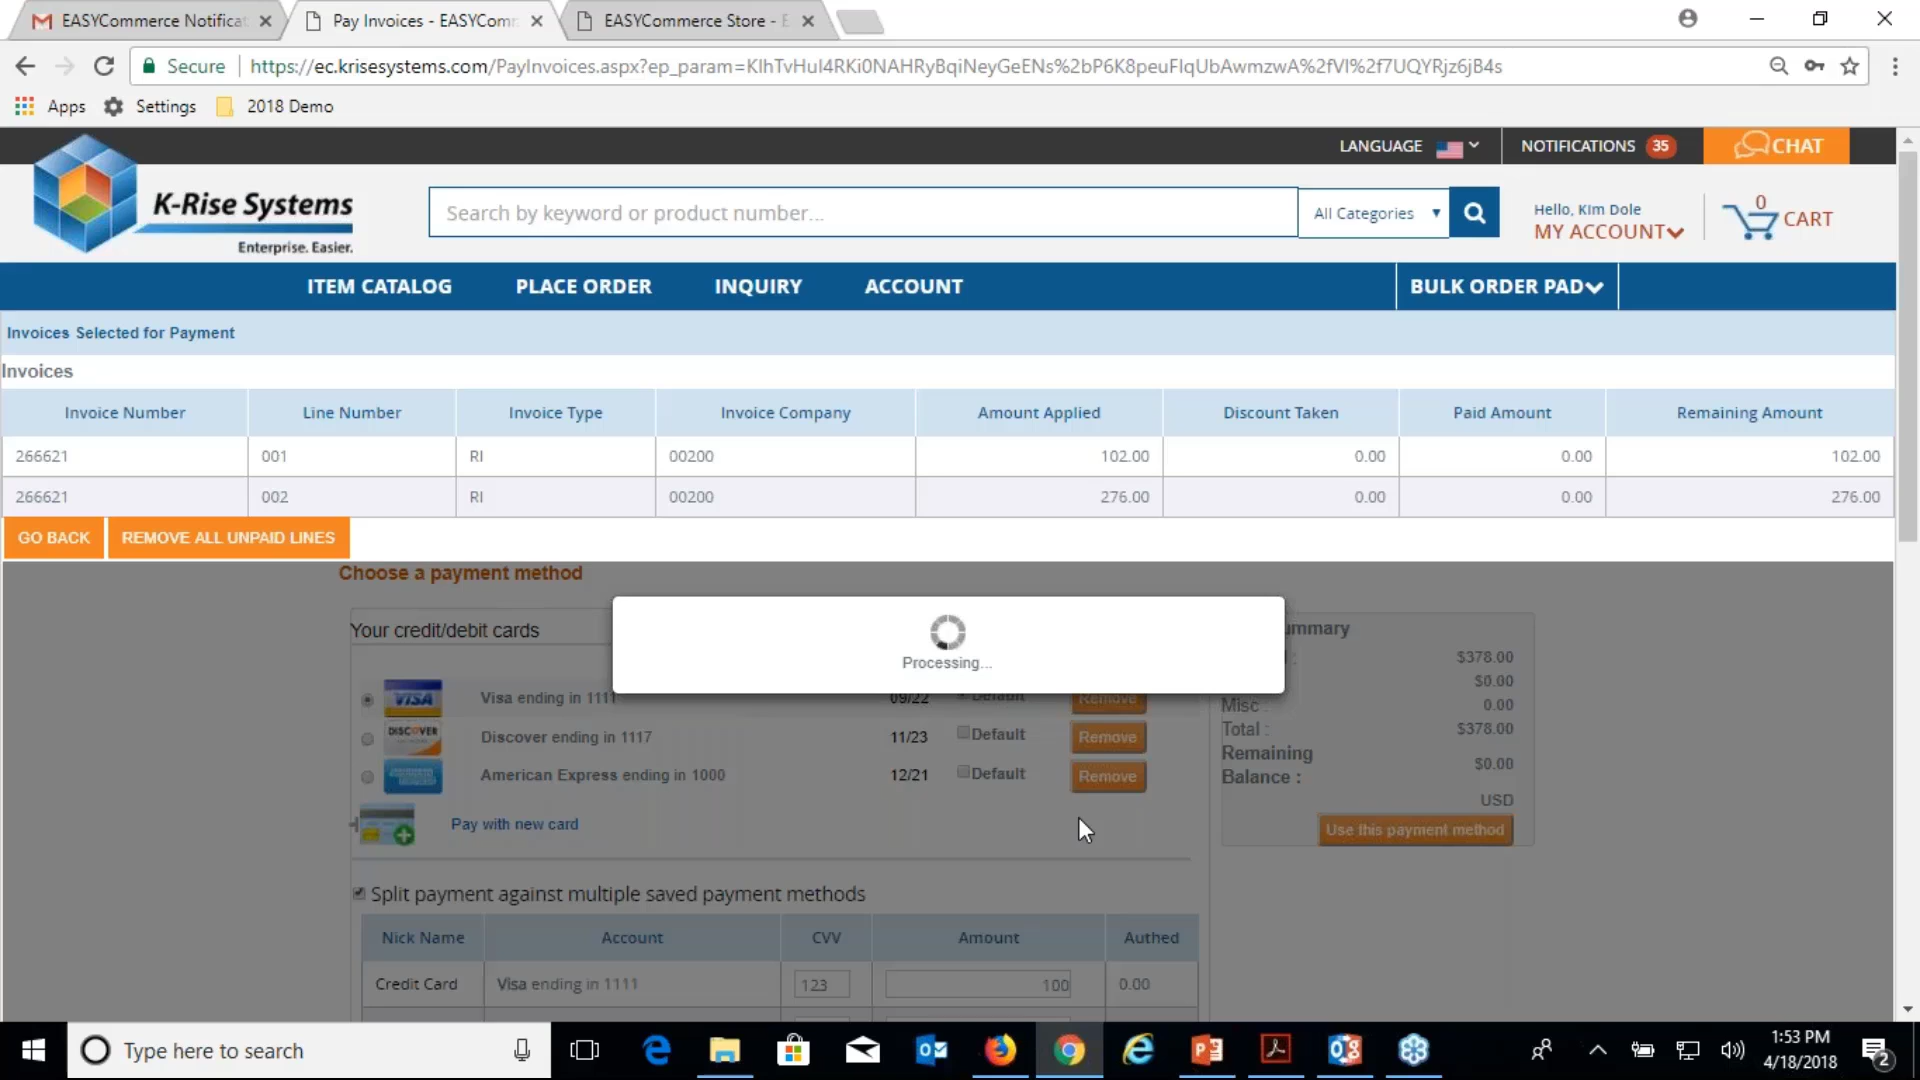 EASYCommerce Notificat
Pay Invoices - EASYComm
EASYCommerce Store - E
Secure
https://ec.krisesystems.com/PayInvoices.aspx?ep_param=KlhTvHul4RKi0NAHRyBqiNeyGeENs%2bP6K8peuFlqUbAwmzwA%2fVl%2f7UQYRjz6jB4s
Apps
Settings
2018 Demo
LANGUAGE
NOTIFICATIONS 35
CHAT
K-Rise Systems
Enterprise. Easier.
Search by keyword or product number...
All Categories
Hello, Kim Dole
MY ACCOUNT
0
CART
ITEM CATALOG
PLACE ORDER
INQUIRY
ACCOUNT
BULK ORDER PAD
Invoices Selected for Payment
Invoices
Invoice Number Line Number Invoice Type Invoice Company Amount Applied Discount Taken Paid Amount Remaining Amount
266621 001 RI 00200 102.00 0.00 0.00 102.00
266621 002 RI 00200 276.00 0.00 0.00 276.00
GO BACK
REMOVE ALL UNPAID LINES
Choose a payment method
Your credit/debit cards
Processing...
VISA Visa ending in 1111 09/22 Default Remove
DISCOVER Discover ending in 1117 11/23 Default Remove
American Express ending in 1000 12/21 Default Remove
Pay with new card
ummary
$378.00
$0.00
Misc : 0.00
Total : $378.00
Remaining
Balance : $0.00
USD
Use this payment method
Split payment against multiple saved payment methods
Nick Name Account CVV Amount Authed
Credit Card Visa ending in 1111 123 100 0.00
Type here to search
1:53 PM
4/18/2018
2